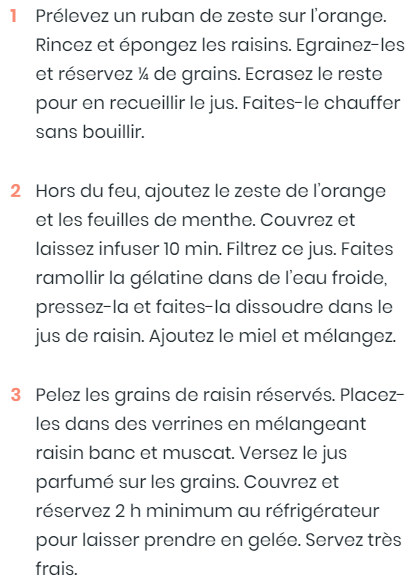 1 Prélevez un ruban de zeste sur l'orange.
Rincez et épongez les raisins. Egrainez-les
et réservez ¼ de grains. Ecrasez le reste
pour en recueillir le jus. Faites-le chauffer
sans bouillir.
2 Hors du feu, ajoutez le zeste de l'orange
et les feuilles de menthe. Couvrez et
laissez infuser 10 min. Filtrez ce jus. Faites
ramollir la gélatine dans de l'eau froide,
pressez-la et faites-la dissoudre dans le
jus de raisin. Ajoutez le miel et mélangez.
3 Pelez les grains de raisin réservés. Placez-
les dans des verrines en mélangeant
raisin banc et muscat. Versez le jus
parfumé sur les grains. Couvrez et
réservez 2 h minimum au réfrigérateur
pour laisser prendre en gelée. Servez très
frais.